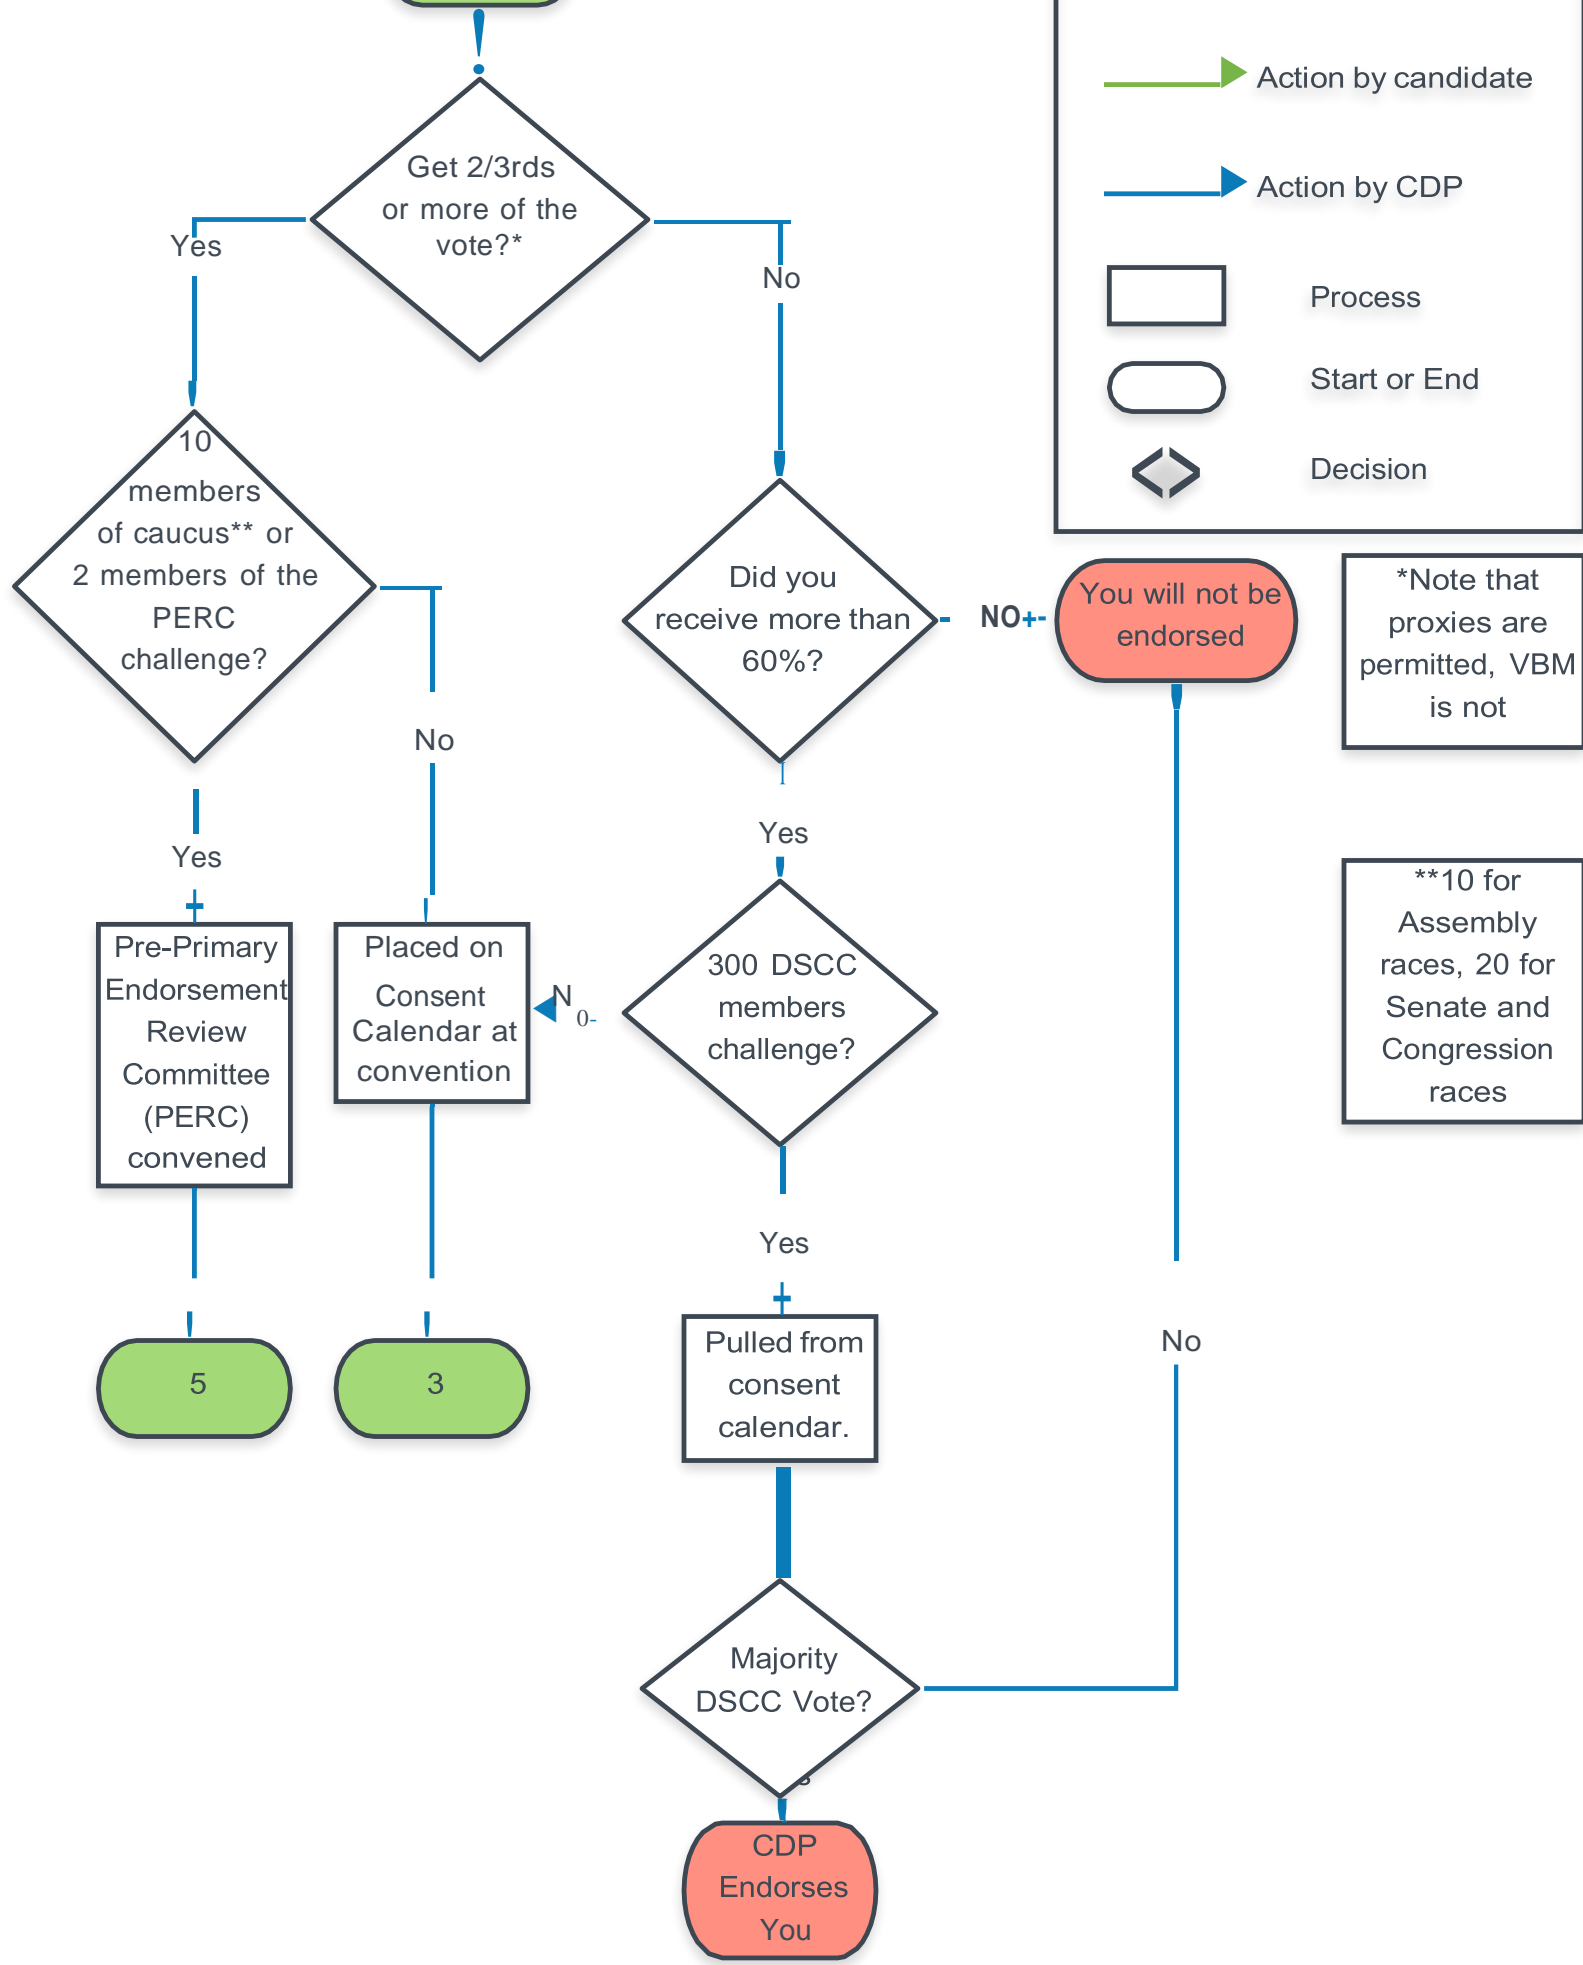 Action by candidate
Action by CDP
Process
Start or End
Decision
Get 2/3rds
or more of the
vote?*
Yes
No
10
members
of caucus** or
2 members of the
PERC
challenge?
Did you
receive more than
60%?
NO+-
You will not be
endorsed
*Note that
proxies are
permitted, VBM
is not
No
Yes
Yes
**10 for
Assembly
races, 20 for
Senate and
Congression
races
Pre-Primary
Endorsement
Review
Committee
(PERC)
convened
Placed on
Consent
Calendar at
convention
N
0-
300 DSCC
members
challenge?
Yes
No
5
3
Pulled from
consent
calendar.
Majority
DSCC Vote?
CDP
Endorses
You